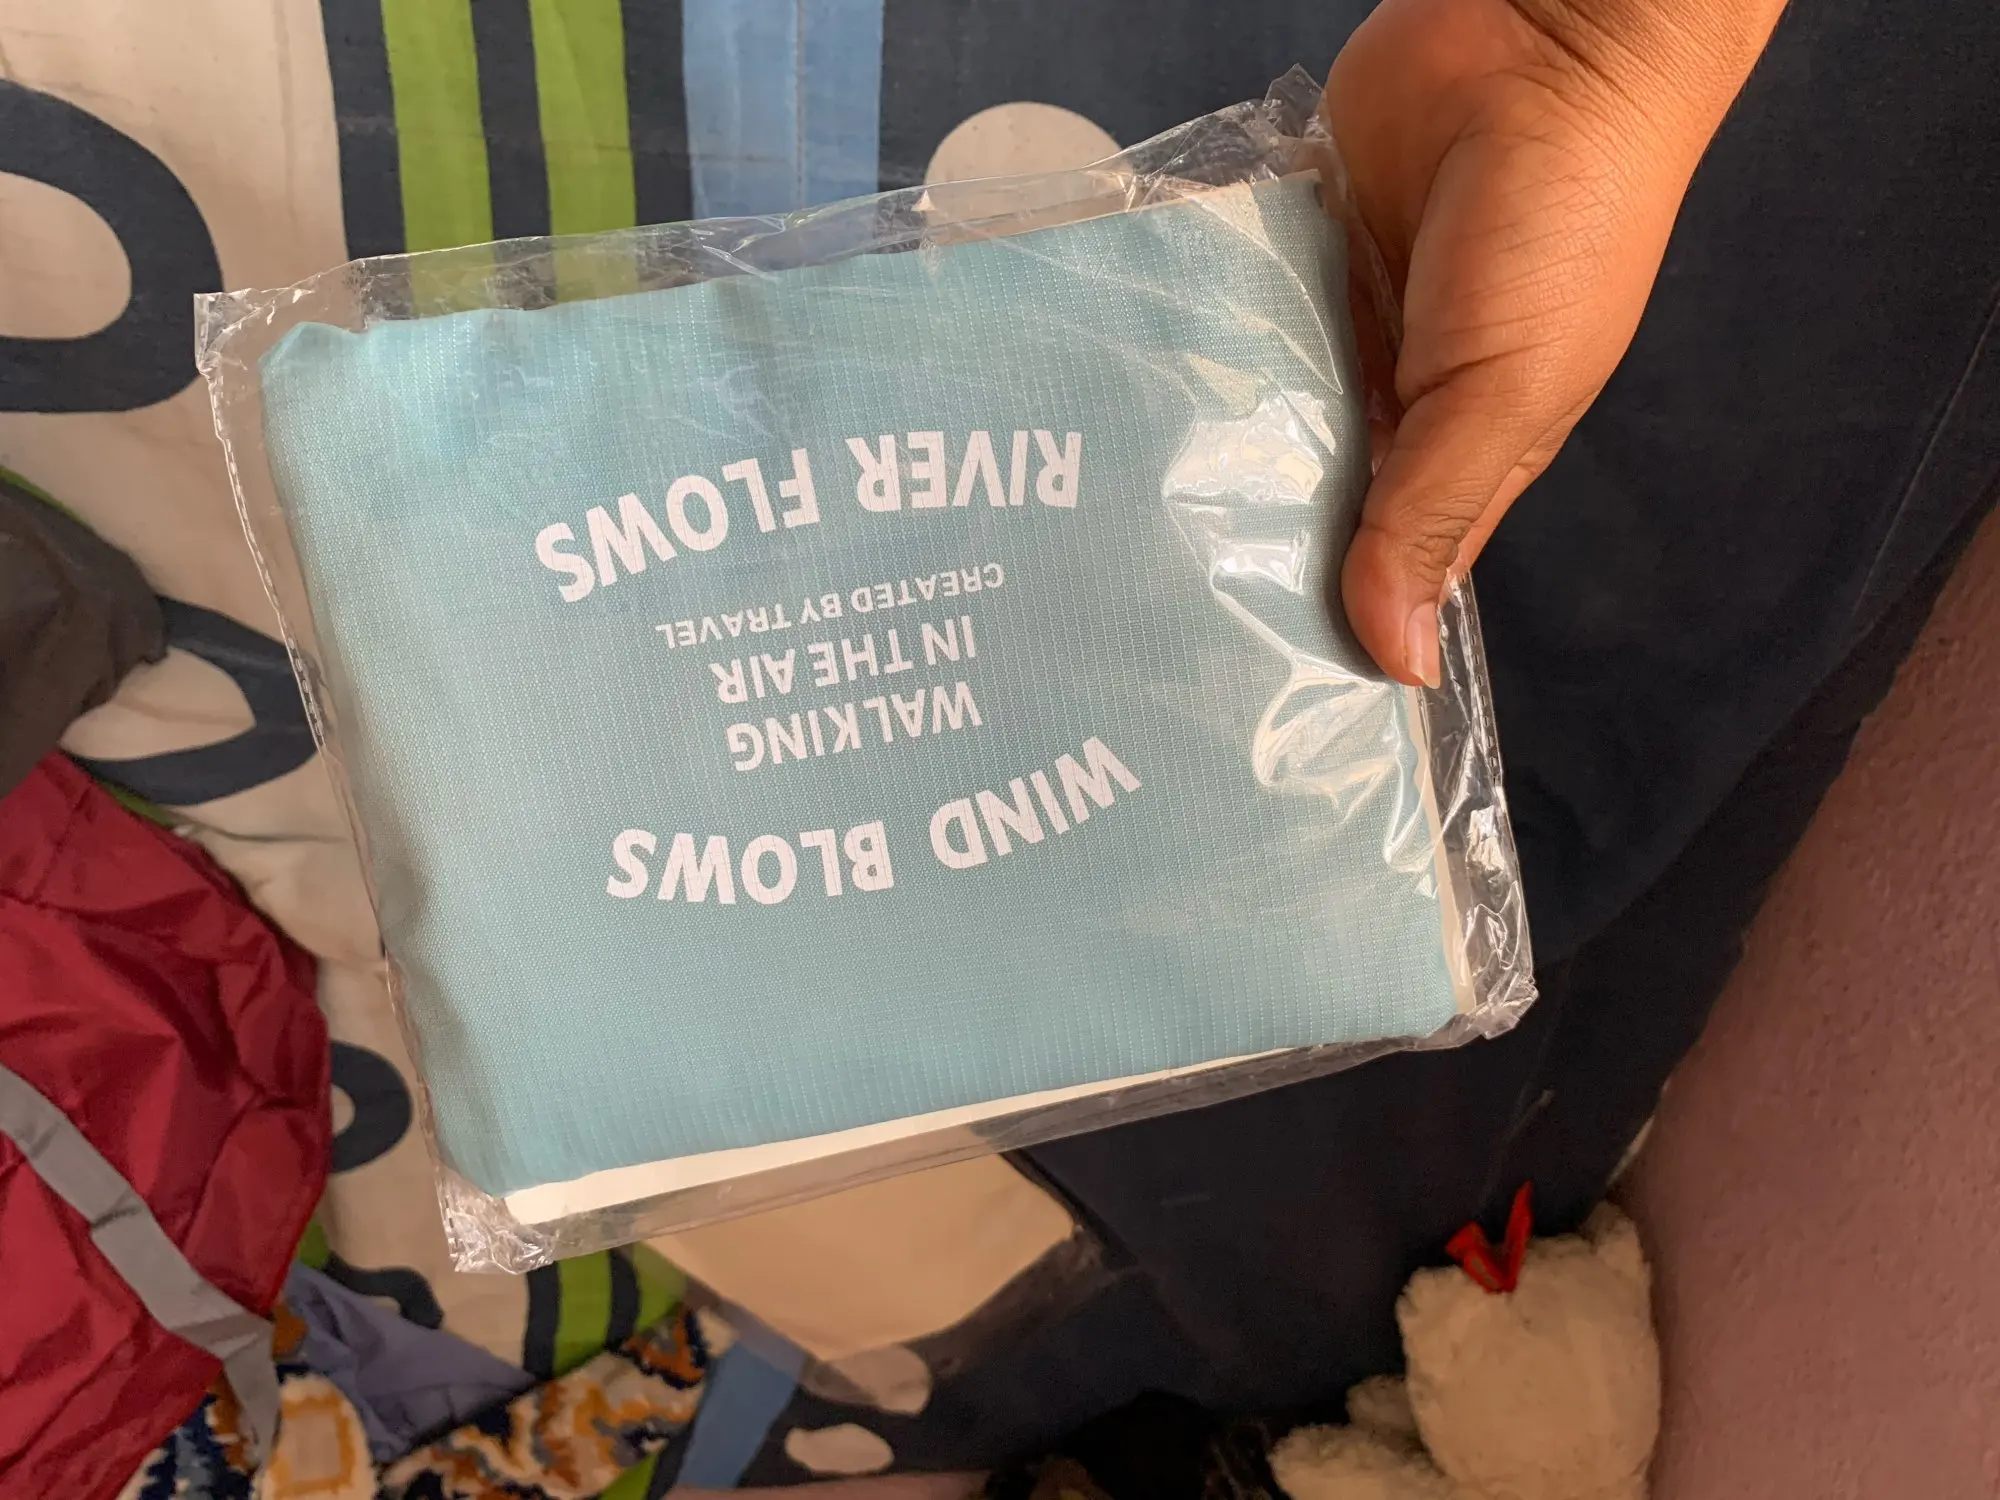 WIND BLOWS
WALKING
IN THE AIR
CREATED BY TRAVEL
RIVER FLOWS